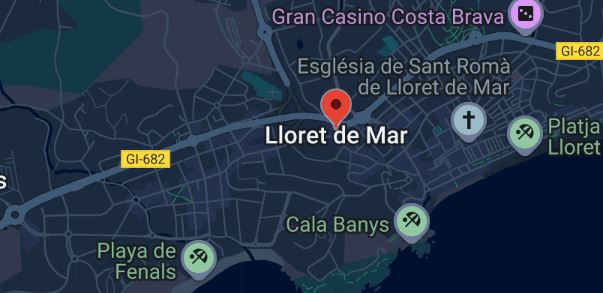 Gran Casino Costa Brava
GI-682
Església de Sant Romà
de Lloret de Mar
Lloret de Mar
Platja
Lloret
GI-682
s
Cala Banys
Playa de
Fenals